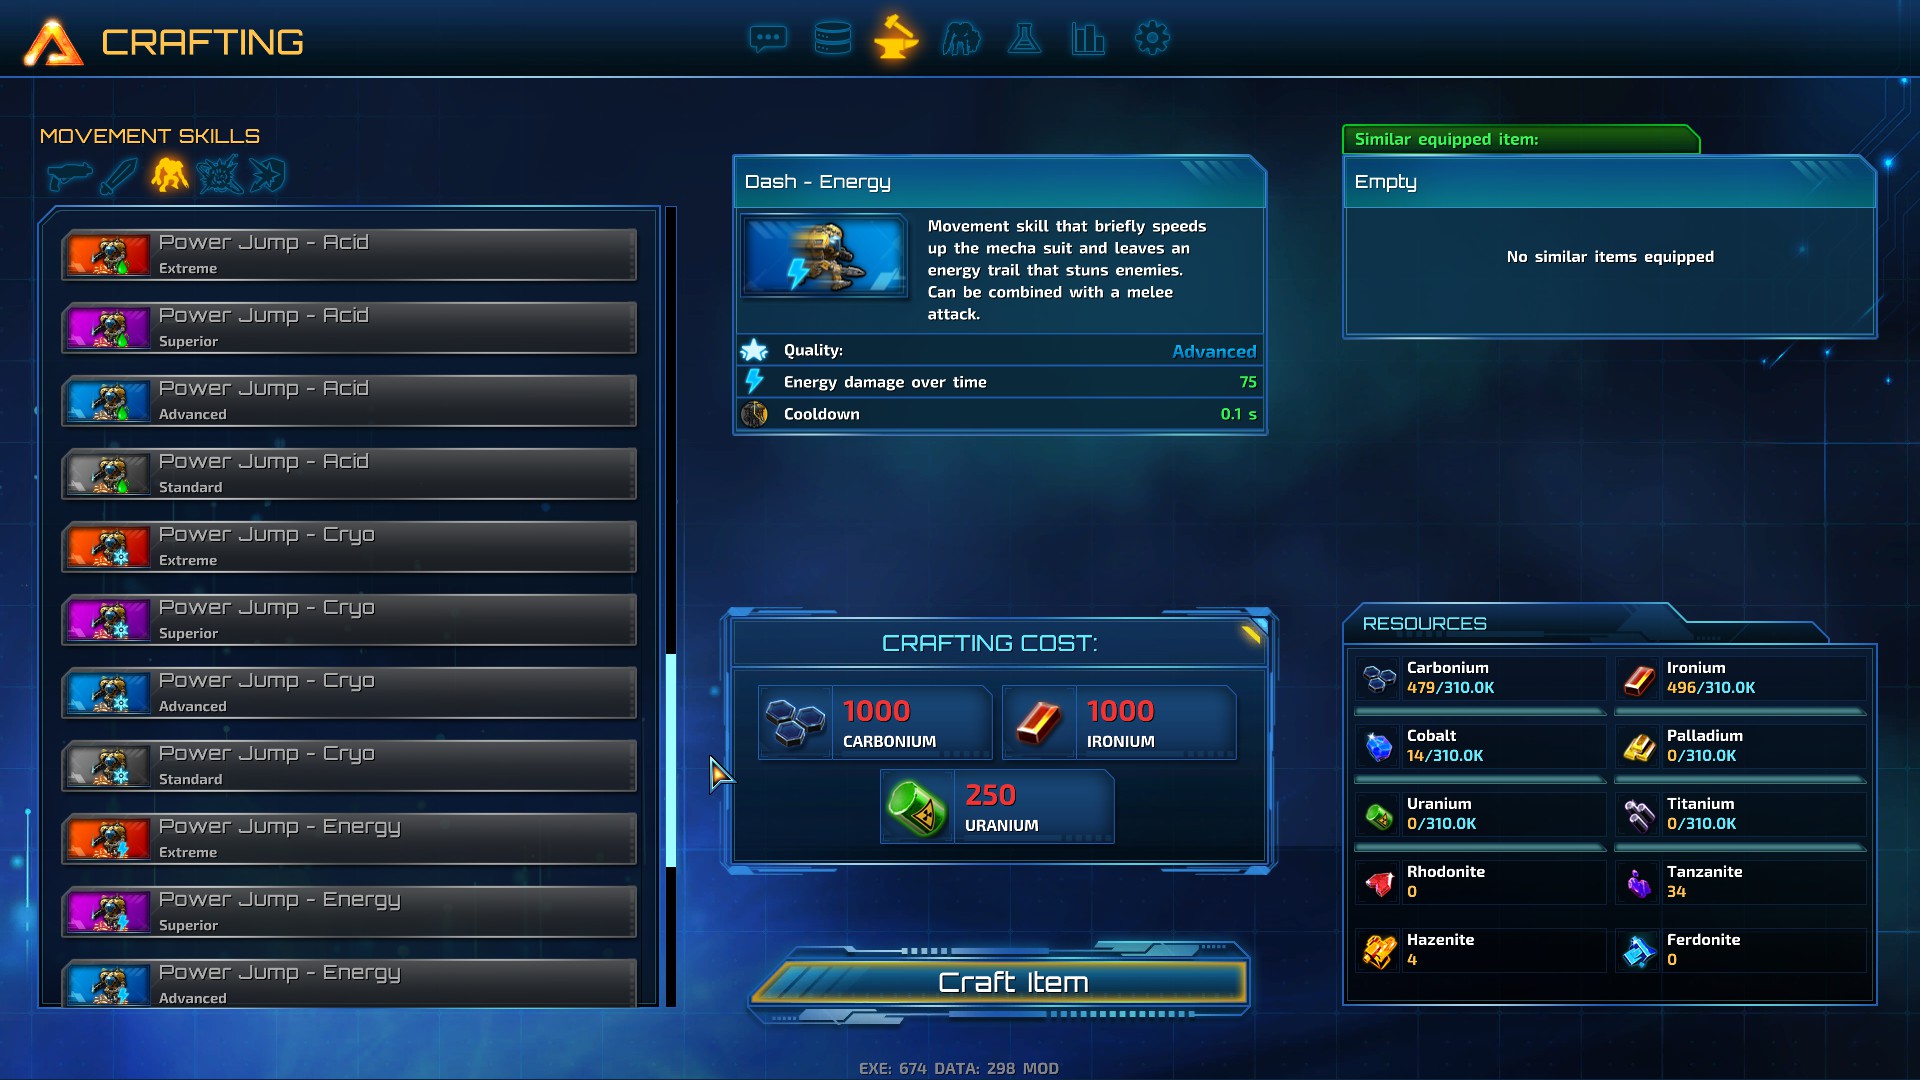 CRAFTING
MOVEMENT SKILLS
Power Jump - Acid
Extreme
Power Jump - Acid
Superior
Power Jump - Acid
Advanced
Power Jump - Acid
Standard
Power Jump - Cryo
Extreme
Power Jump - Cryo
Superior
Power Jump - Cryo
Advanced
Power Jump - Cryo
Standard
Power Jump - Energy
Extreme
Power Jump - Energy
Superior
Power Jump - Energy
Advanced
Dash - Energy
Movement skill that briefly speeds
up the mecha suit and leaves an
energy trail that stuns enemies.
Can be combined with a melee
attack.
Quality: Advanced
Energy damage over time 75
Cooldown 0.1 s
Similar equipped item:
Empty
No similar items equipped
CRAFTING COST:
1000
CARBONIUM
1000
IRONIUM
250
URANIUM
Craft Item
RESOURCES
Carbonium
479/310.0K
Ironium
496/310.0K
Cobalt
14/310.0K
Palladium
0/310.0K
Uranium
0/310.0K
Titanium
0/310.0K
Rhodonite
0
Tanzanite
34
Hazenite
4
Ferdonite
0
EXE: 674 DATA: 298 MOD